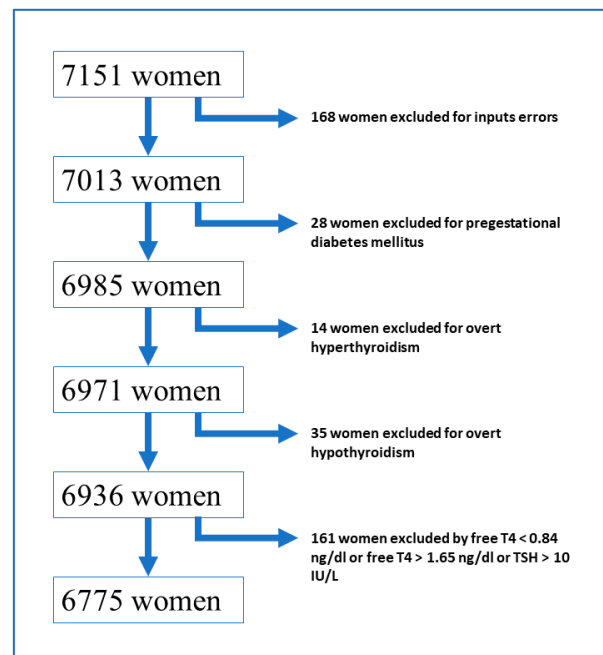 7151 women
168 women excluded for inputs errors
7013 women
28 women excluded for pregestational
diabetes mellitus
6985 women
14 women excluded for overt
hyperthyroidism
6971 women
35 women excluded for overt
hypothyroidism
6936 women
161 women excluded by free T4 < 0.84
ng/dl or free T4 > 1.65 ng/dl or TSH > 10
IU/L
6775 women